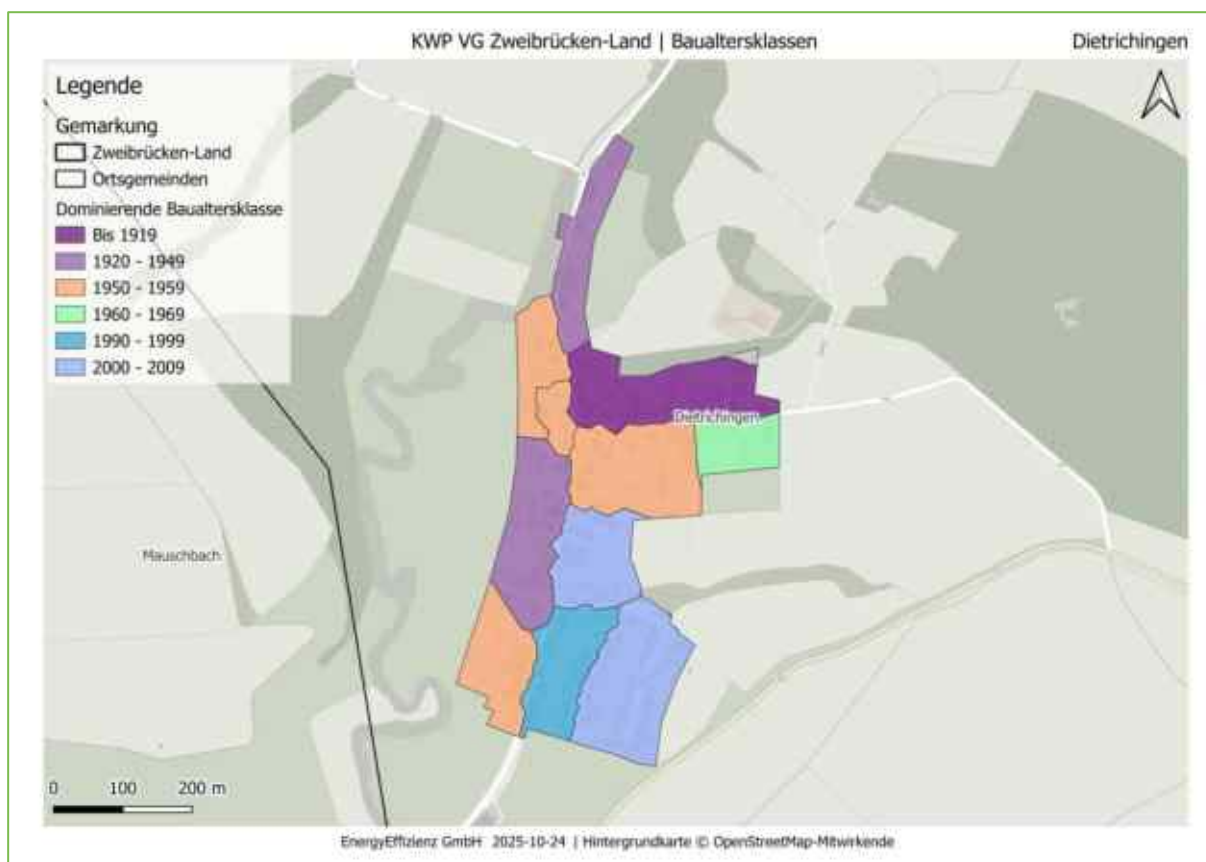 KWP VG Zweibrücken-Land | Baualtersklassen
Dietrichingen
Legende
Gemarkung
Zweibrücken-Land
Ortsgemeinden
Dominierende Baualtersklasse
Bis 1919
1920 - 1949
1950 - 1959
1960 - 1969
1990 - 1999
2000 - 2009
Dietrichingen
Mauschbach
0 100 200 m
EnergyEffizienz GmbH 2025-10-24 | Hintergrundkarte © OpenStreetMap-Mitwirkende